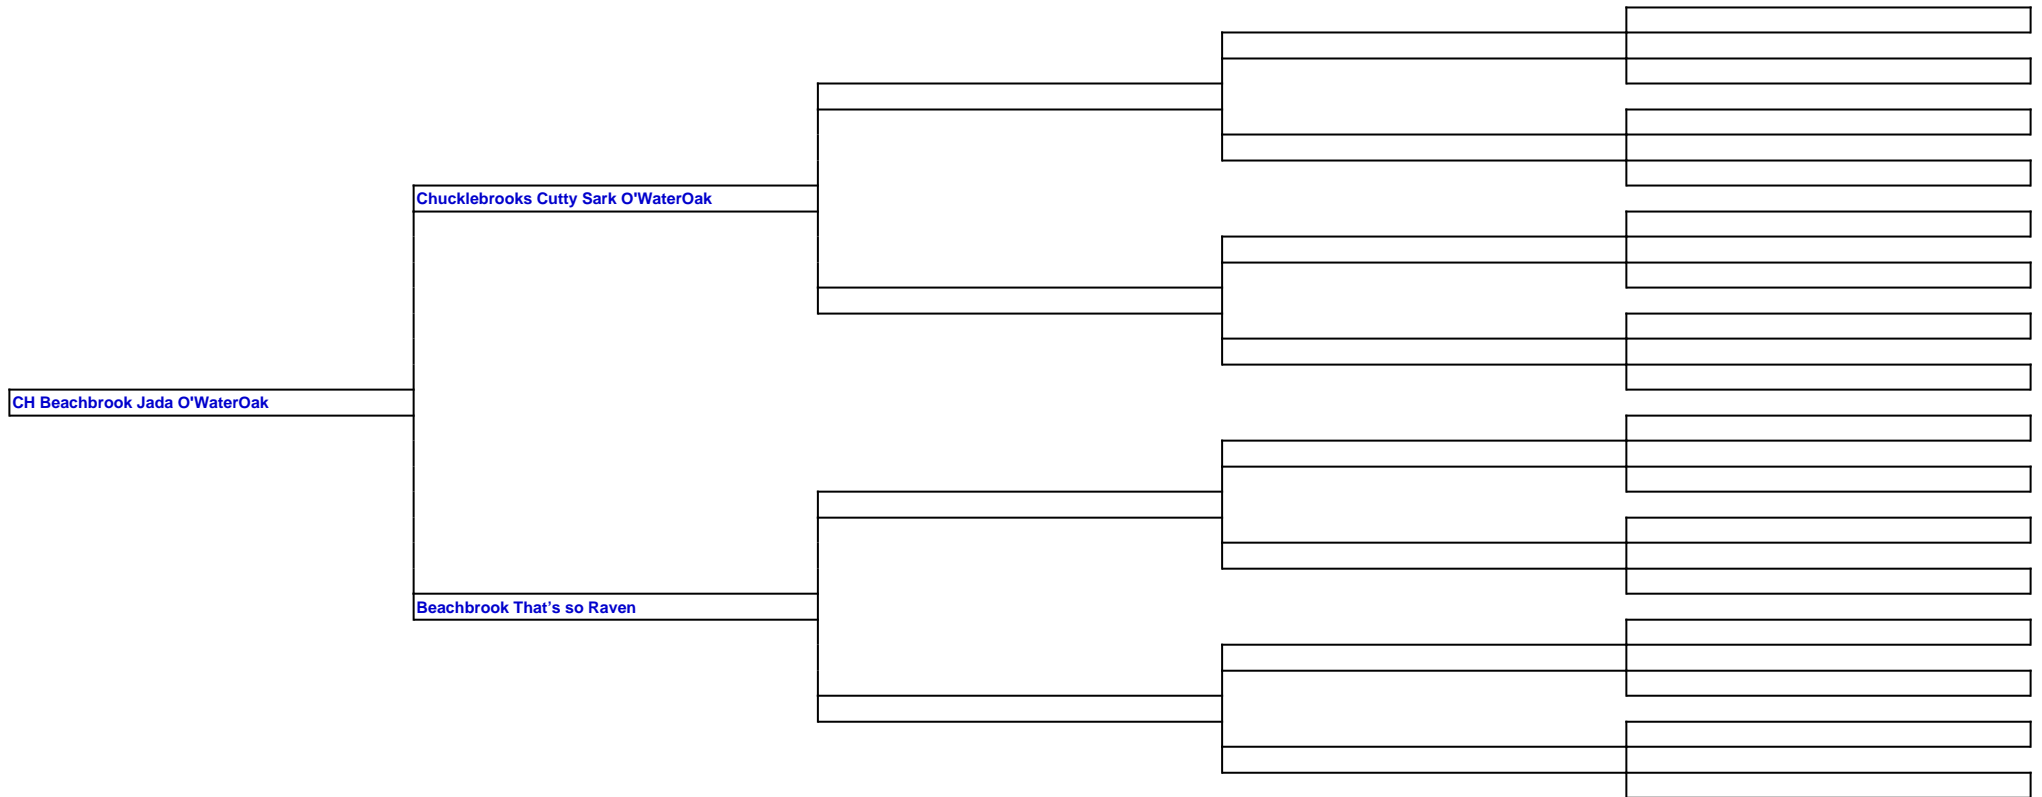 Chucklebrooks Cutty Sark O'WaterOak
CH Beachbrook Jada O'WaterOak
Beachbrook That’s so Raven